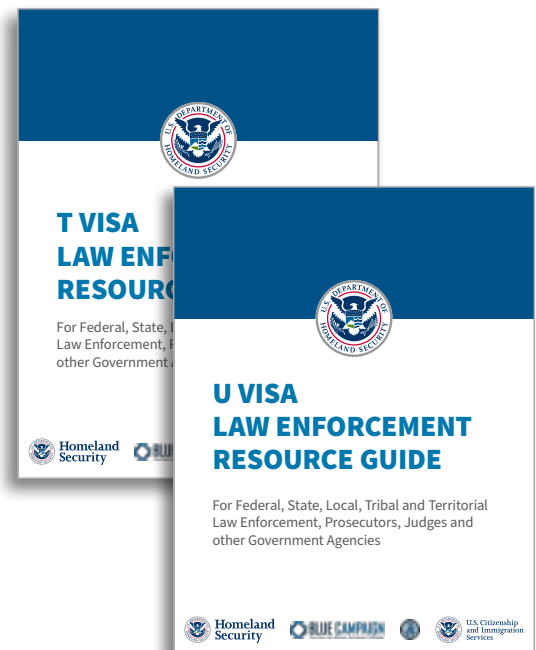 U.S. DEPARTMENT OF
HOMELAND SECURITY
T VISA
LAW ENF
RESOURC
For Federal, State,
Law Enforcement,
other Government
Homeland
Security
U.S. DEPARTMENT OF
HOMELAND SECURITY
U VISA
LAW ENFORCEMENT
RESOURCE GUIDE
For Federal, State, Local, Tribal and Territorial
Law Enforcement, Prosecutors, Judges and
other Government Agencies
Homeland
Security
BLUE CAMPAIGN
U.S. Citizenship
and Immigration
Services